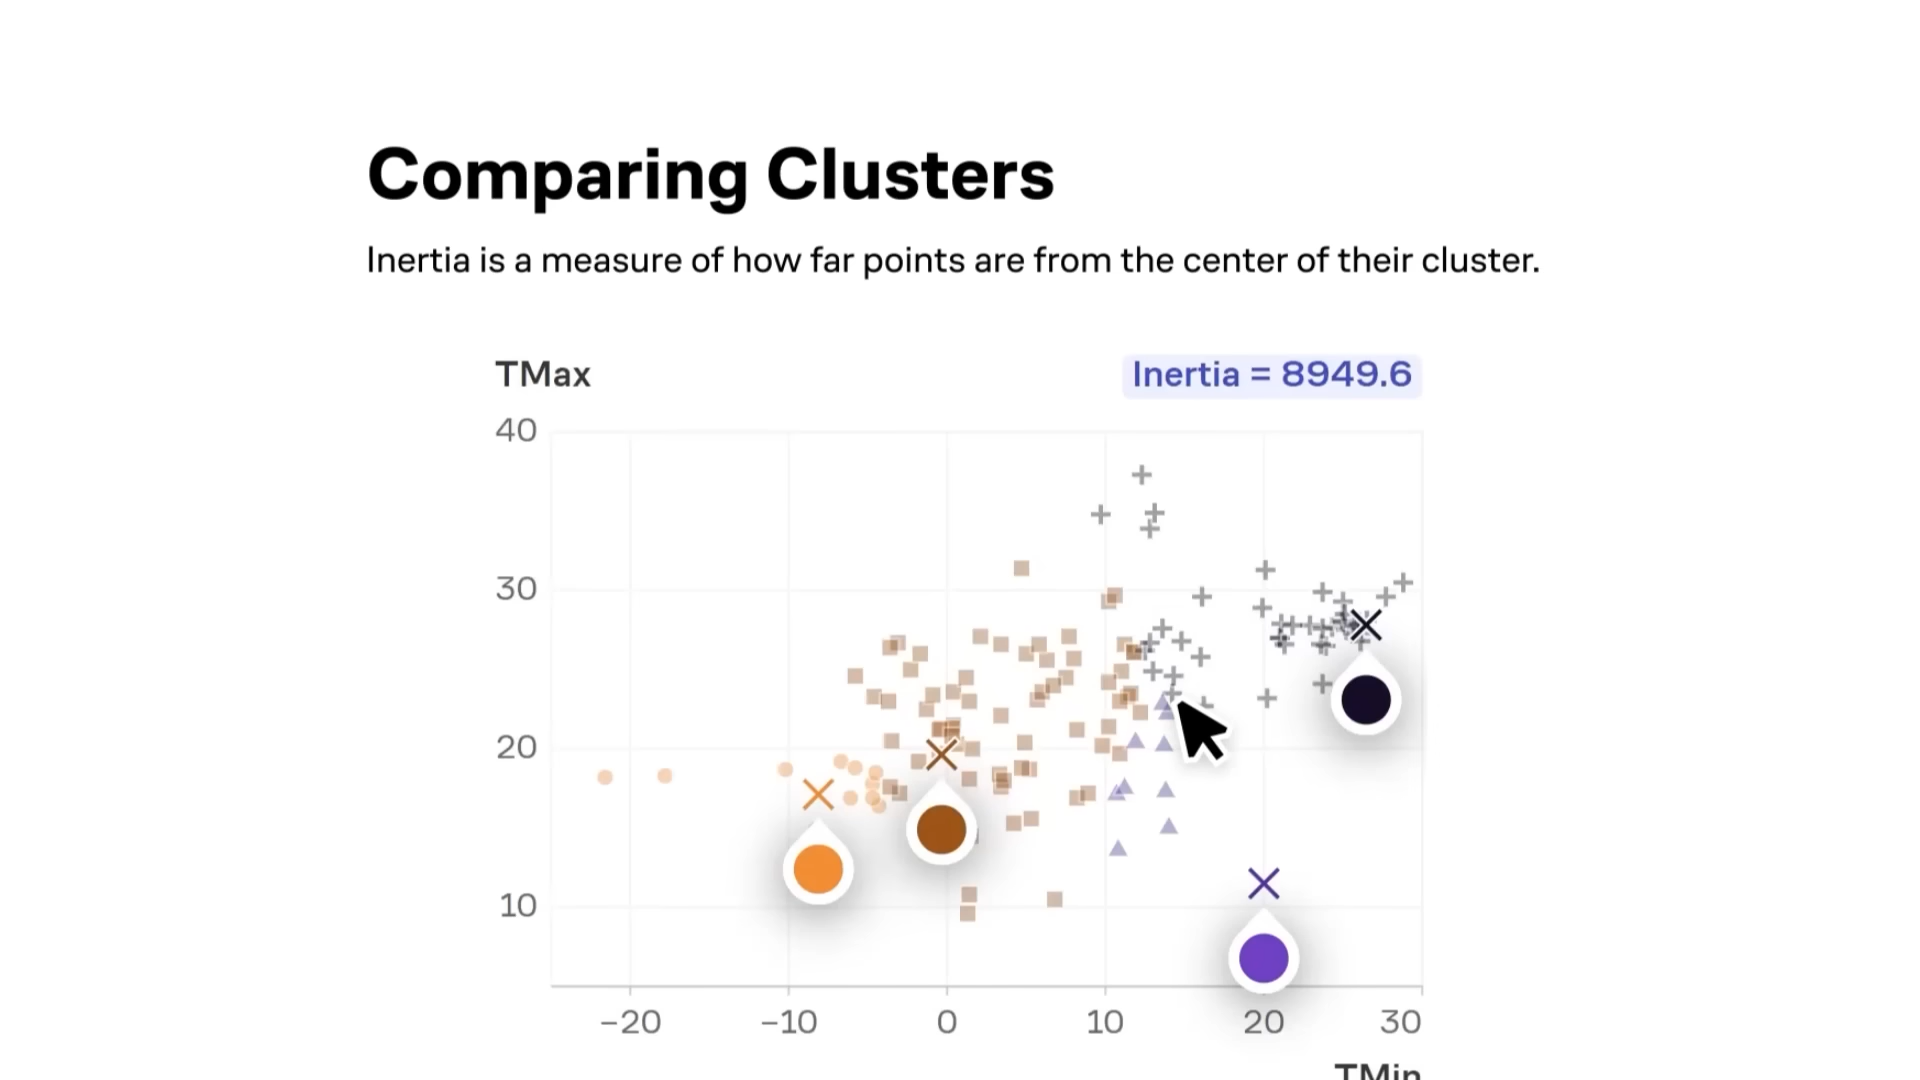 Comparing Clusters
Inertia is a measure of how far points are from the center of their cluster.
TMax
Inertia = 8949.6
40
30
20
10
−20 −10 0 10 20 30
TMin